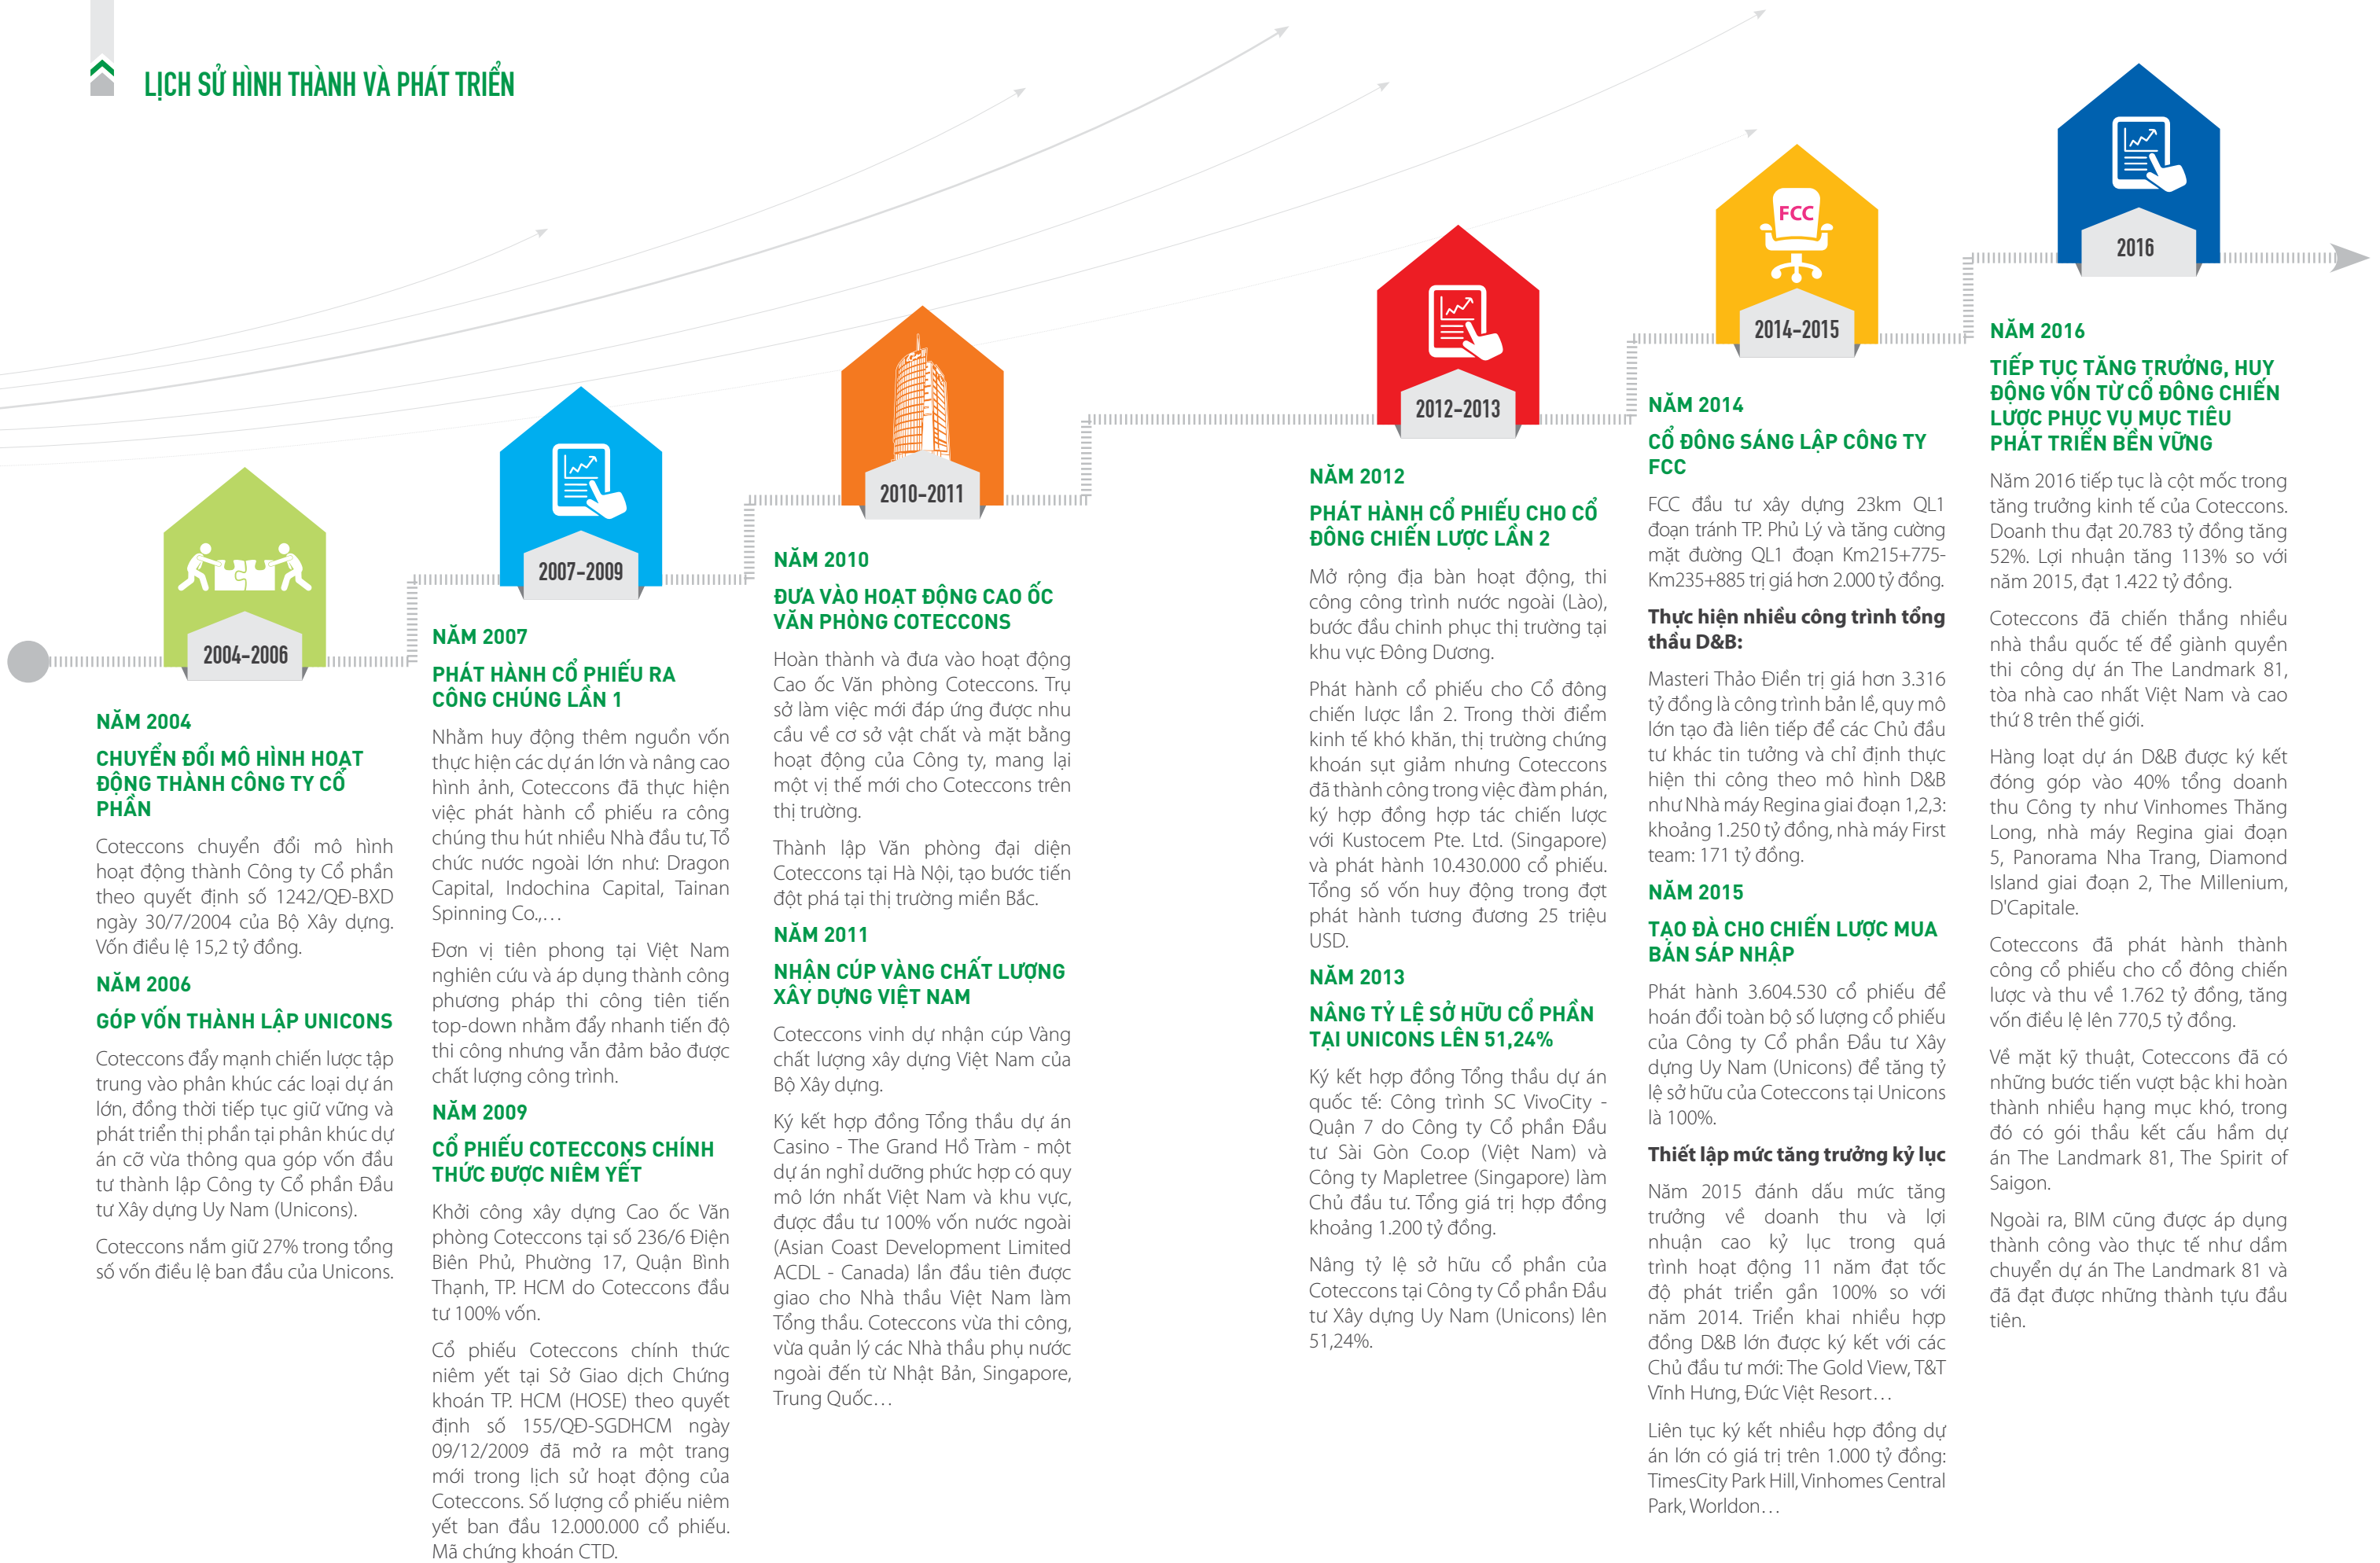 LỊCH SỬ HÌNH THÀNH VÀ PHÁT TRIỂN
2004-2006
NĂM 2004
CHUYỂN ĐỔI MÔ HÌNH HOẠT
ĐỘNG THÀNH CÔNG TY CỔ
PHẦN
Coteccons chuyển đổi mô hình
hoạt động thành Công ty Cổ phần
theo quyết định số 1242/QĐ-BXD
ngày 30/7/2004 của Bộ Xây dựng.
Vốn điều lệ 15,2 tỷ đồng.
NĂM 2006
GÓP VỐN THÀNH LẬP UNICONS
Coteccons đẩy mạnh chiến lược tập
trung vào phân khúc các loại dự án
lớn, đồng thời tiếp tục giữ vững và
phát triển thị phần tại phân khúc dự
án cỡ vừa thông qua góp vốn đầu
tư thành lập Công ty Cổ phần Đầu
tư Xây dựng Uy Nam (Unicons).
Coteccons nắm giữ 27% trong tổng
số vốn điều lệ ban đầu của Unicons.
2007-2009
NĂM 2007
PHÁT HÀNH CỔ PHIẾU RA
CÔNG CHÚNG LẦN 1
Nhằm huy động thêm nguồn vốn
thực hiện các dự án lớn và nâng cao
hình ảnh, Coteccons đã thực hiện
việc phát hành cổ phiếu ra công
chúng thu hút nhiều Nhà đầu tư, Tổ
chức nước ngoài lớn như: Dragon
Capital, Indochina Capital, Tainan
Spinning Co.,…
Đơn vị tiên phong tại Việt Nam
nghiên cứu và áp dụng thành công
phương pháp thi công tiên tiến
top-down nhằm đẩy nhanh tiến độ
thi công nhưng vẫn đảm bảo được
chất lượng công trình.
NĂM 2009
CỔ PHIẾU COTECCONS CHÍNH
THỨC ĐƯỢC NIÊM YẾT
Khởi công xây dựng Cao ốc Văn
phòng Coteccons tại số 236/6 Điện
Biên Phủ, Phường 17, Quận Bình
Thạnh, TP. HCM do Coteccons đầu
tư 100% vốn.
Cổ phiếu Coteccons chính thức
niêm yết tại Sở Giao dịch Chứng
khoán TP. HCM (HOSE) theo quyết
định số 155/QĐ-SGDHCM ngày
09/12/2009 đã mở ra một trang
mới trong lịch sử hoạt động của
Coteccons. Số lượng cổ phiếu niêm
yết ban đầu 12.000.000 cổ phiếu.
Mã chứng khoán CTD.
2010-2011
NĂM 2010
ĐƯA VÀO HOẠT ĐỘNG CAO ỐC
VĂN PHÒNG COTECCONS
Hoàn thành và đưa vào hoạt động
Cao ốc Văn phòng Coteccons. Trụ
sở làm việc mới đáp ứng được nhu
cầu về cơ sở vật chất và mặt bằng
hoạt động của Công ty, mang lại
một vị thế mới cho Coteccons trên
thị trường.
Thành lập Văn phòng đại diện
Coteccons tại Hà Nội, tạo bước tiến
đột phá tại thị trường miền Bắc.
NĂM 2011
NHẬN CÚP VÀNG CHẤT LƯỢNG
XÂY DỰNG VIỆT NAM
Coteccons vinh dự nhận cúp Vàng
chất lượng xây dựng Việt Nam của
Bộ Xây dựng.
Ký kết hợp đồng Tổng thầu dự án
Casino - The Grand Hồ Tràm - một
dự án nghỉ dưỡng phức hợp có quy
mô lớn nhất Việt Nam và khu vực,
được đầu tư 100% vốn nước ngoài
(Asian Coast Development Limited
ACDL - Canada) lần đầu tiên được
giao cho Nhà thầu Việt Nam làm
Tổng thầu. Coteccons vừa thi công,
vừa quản lý các Nhà thầu phụ nước
ngoài đến từ Nhật Bản, Singapore,
Trung Quốc…
2012-2013
NĂM 2012
PHÁT HÀNH CỔ PHIẾU CHO CỔ
ĐÔNG CHIẾN LƯỢC LẦN 2
Mở rộng địa bàn hoạt động, thi
công công trình nước ngoài (Lào),
bước đầu chinh phục thị trường tại
khu vực Đông Dương.
Phát hành cổ phiếu cho Cổ đông
chiến lược lần 2. Trong thời điểm
kinh tế khó khăn, thị trường chứng
khoán sụt giảm nhưng Coteccons
đã thành công trong việc đàm phán,
ký hợp đồng hợp tác chiến lược
với Kustocem Pte. Ltd. (Singapore)
và phát hành 10.430.000 cổ phiếu.
Tổng số vốn huy động trong đợt
phát hành tương đương 25 triệu
USD.
NĂM 2013
NÂNG TỶ LỆ SỞ HỮU CỔ PHẦN
TẠI UNICONS LÊN 51,24%
Ký kết hợp đồng Tổng thầu dự án
quốc tế: Công trình SC VivoCity -
Quận 7 do Công ty Cổ phần Đầu
tư Sài Gòn Co.op (Việt Nam) và
Công ty Mapletree (Singapore) làm
Chủ đầu tư. Tổng giá trị hợp đồng
khoảng 1.200 tỷ đồng.
Nâng tỷ lệ sở hữu cổ phần của
Coteccons tại Công ty Cổ phần Đầu
tư Xây dựng Uy Nam (Unicons) lên
51,24%.
FCC
2014-2015
NĂM 2014
CỔ ĐÔNG SÁNG LẬP CÔNG TY
FCC
FCC đầu tư xây dựng 23km QL1
đoạn tránh TP. Phủ Lý và tăng cường
mặt đường QL1 đoạn Km215+775-
Km235+885 trị giá hơn 2.000 tỷ đồng.
Thực hiện nhiều công trình tổng
thầu D&B:
Masteri Thảo Điền trị giá hơn 3.316
tỷ đồng là công trình bản lề, quy mô
lớn tạo đà liên tiếp để các Chủ đầu
tư khác tin tưởng và chỉ định thực
hiện thi công theo mô hình D&B
như Nhà máy Regina giai đoạn 1,2,3:
khoảng 1.250 tỷ đồng, nhà máy First
team: 171 tỷ đồng.
NĂM 2015
TẠO ĐÀ CHO CHIẾN LƯỢC MUA
BÁN SÁP NHẬP
Phát hành 3.604.530 cổ phiếu để
hoán đổi toàn bộ số lượng cổ phiếu
của Công ty Cổ phần Đầu tư Xây
dựng Uy Nam (Unicons) để tăng tỷ
lệ sở hữu của Coteccons tại Unicons
là 100%.
Thiết lập mức tăng trưởng kỷ lục
Năm 2015 đánh dấu mức tăng
trưởng về doanh thu và lợi
nhuận cao kỷ lục trong quá
trình hoạt động 11 năm đạt tốc
độ phát triển gần 100% so với
năm 2014. Triển khai nhiều hợp
đồng D&B lớn được ký kết với các
Chủ đầu tư mới: The Gold View, T&T
Vĩnh Hưng, Đức Việt Resort…
Liên tục ký kết nhiều hợp đồng dự
án lớn có giá trị trên 1.000 tỷ đồng:
TimesCity Park Hill, Vinhomes Central
Park, Worldon…
2016
NĂM 2016
TIẾP TỤC TĂNG TRƯỞNG, HUY
ĐỘNG VỐN TỪ CỔ ĐÔNG CHIẾN
LƯỢC PHỤC VỤ MỤC TIÊU
PHÁT TRIỂN BỀN VỮNG
Năm 2016 tiếp tục là cột mốc trong
tăng trưởng kinh tế của Coteccons.
Doanh thu đạt 20.783 tỷ đồng tăng
52%. Lợi nhuận tăng 113% so với
năm 2015, đạt 1.422 tỷ đồng.
Coteccons đã chiến thắng nhiều
nhà thầu quốc tế để giành quyền
thi công dự án The Landmark 81,
tòa nhà cao nhất Việt Nam và cao
thứ 8 trên thế giới.
Hàng loạt dự án D&B được ký kết
đóng góp vào 40% tổng doanh
thu Công ty như Vinhomes Thăng
Long, nhà máy Regina giai đoạn
5, Panorama Nha Trang, Diamond
Island giai đoạn 2, The Millenium,
D'Capitale.
Coteccons đã phát hành thành
công cổ phiếu cho cổ đông chiến
lược và thu về 1.762 tỷ đồng, tăng
vốn điều lệ lên 770,5 tỷ đồng.
Về mặt kỹ thuật, Coteccons đã có
những bước tiến vượt bậc khi hoàn
thành nhiều hạng mục khó, trong
đó có gói thầu kết cấu hầm dự
án The Landmark 81, The Spirit of
Saigon.
Ngoài ra, BIM cũng được áp dụng
thành công vào thực tế như dầm
chuyển dự án The Landmark 81 và
đã đạt được những thành tựu đầu
tiên.